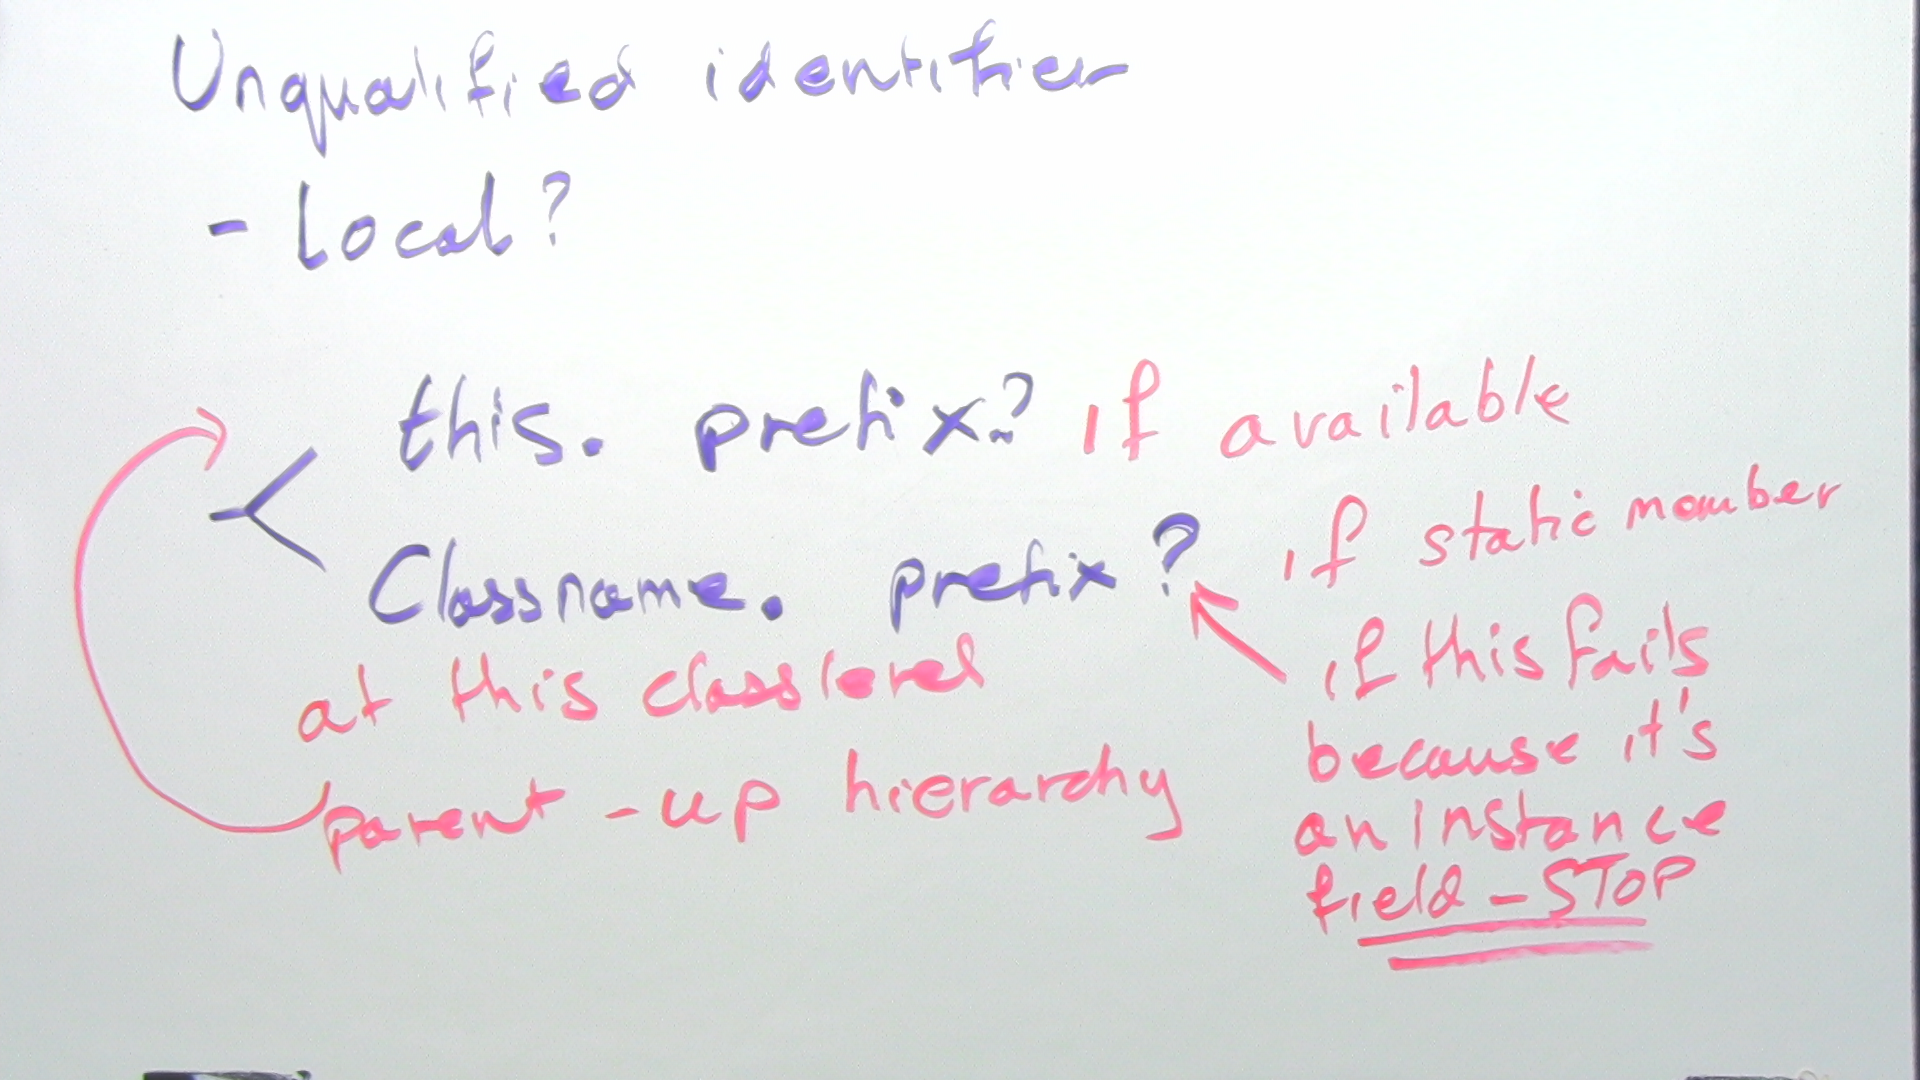 Unqualified identifier
- Local?
this. prefix? if available
Classname. prefix? if static member
at this class level
parent - up hierarchy
if this fails
because it's
an instance
field - STOP